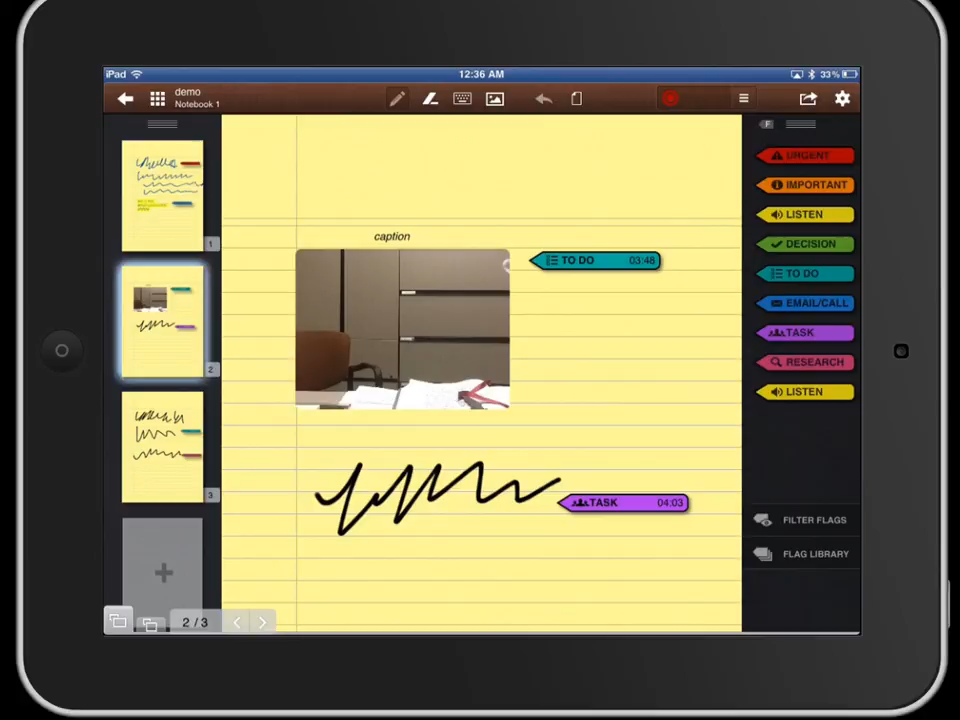 iPad 12:36 AM 33%
demo
Notebook 1
F
URGENT
IMPORTANT
LISTEN
DECISION
TO DO
EMAIL/CALL
TASK
RESEARCH
LISTEN
FILTER FLAGS
FLAG LIBRARY
1
2
3
caption
TO DO 03:48
TASK 04:03
2 / 3